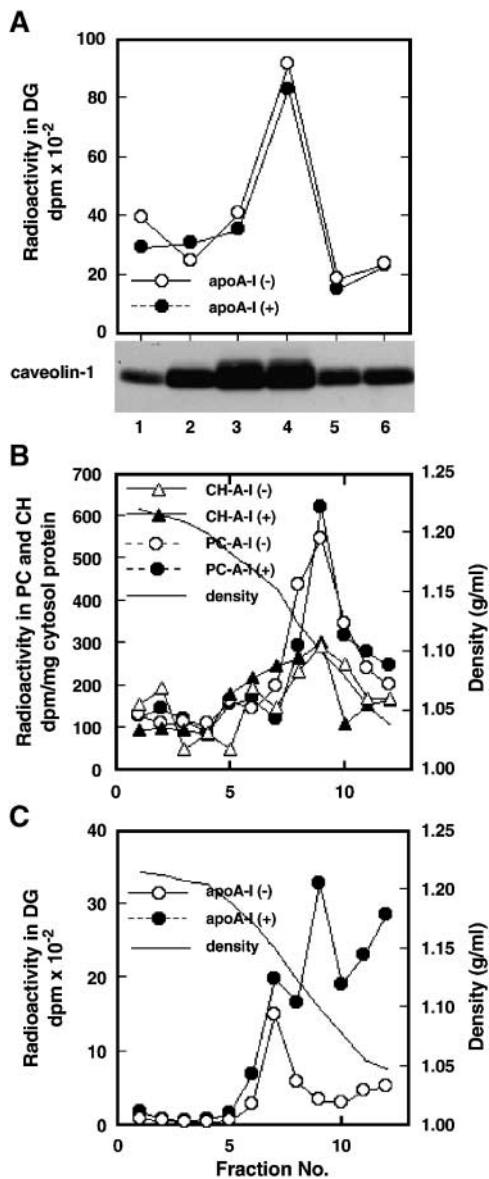 A
Radioactivity in DG
dpm x 10-2
100
80
60
40
20
0
apoA-I (-)
apoA-I (+)
caveolin-1
1 2 3 4 5 6
B
Radioactivity in PC and CH
dpm/mg cytosol protein
700
600
500
400
300
200
100
0
CH-A-I (-)
CH-A-I (+)
PC-A-I (-)
PC-A-I (+)
density
1.25
1.20
1.15
1.10
1.05
1.00
Density (g/ml)
0 5 10
C
Radioactivity in DG
dpm x 10-2
40
30
20
10
0
apoA-I (-)
apoA-I (+)
density
1.25
1.20
1.15
1.10
1.05
1.00
Density (g/ml)
0 5 10
Fraction No.